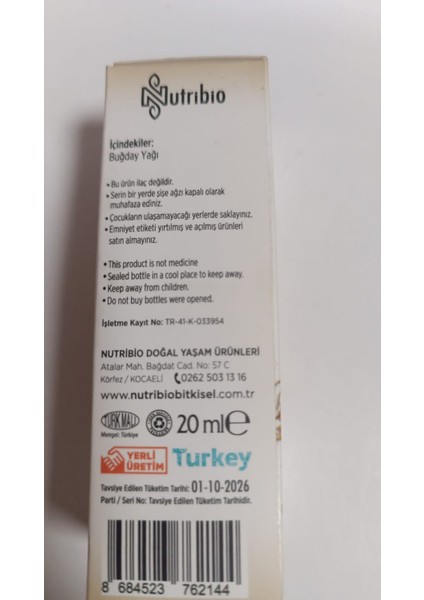 Nutribio
İçindekiler:
Buğday Yağı
• Bu ürün ilaç değildir.
• Serin bir yerde şişe ağzı kapalı olarak
muhafaza ediniz.
• Çocukların ulaşamayacağı yerlerde saklayınız.
• Emniyet etiketi yırtılmış ve açılmış ürünleri
satın almayınız.
• This product is not medicine
• Sealed bottle in a cool place to keep away.
• Keep away from children.
• Do not buy bottles were opened.
İşletme Kayıt No: TR-41-K-033954
NUTRİBİO DOĞAL YAŞAM ÜRÜNLERİ
Atalar Mah. Bağdat Cad. No: 57 C
Körfez / KOCAELİ 0262 503 13 16
www.nutribiobitkisel.com.tr
TÜRK MALI
Menşei: Türkiye
20 ml℮
YERLİ
ÜRETİM
Turkey
Tavsiye Edilen Tüketim Tarihi: 01-10-2026
Parti / Seri No: Tavsiye Edilen Tüketim Tarihidir.
8 684523 762144